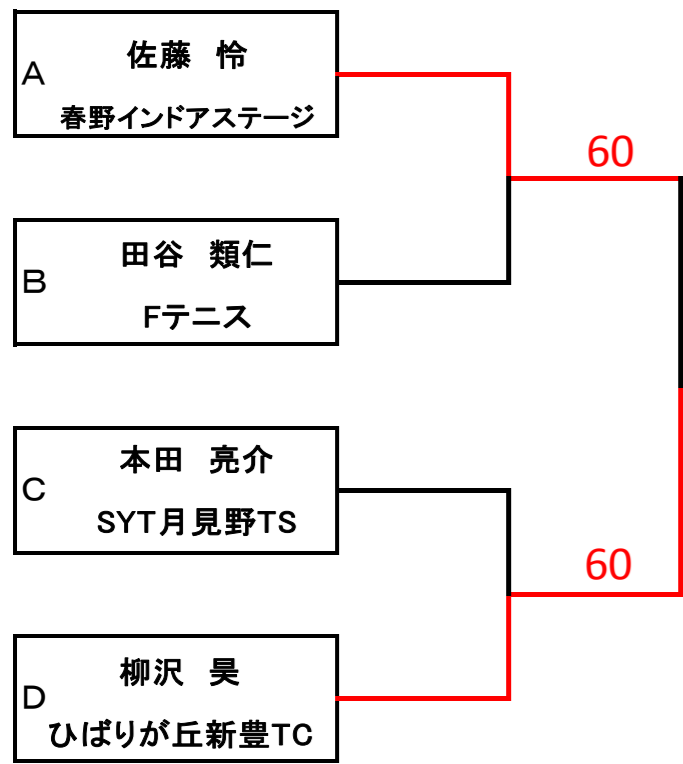 A
佐藤　怜
春野インドアステージ
60
B
田谷　類仁
Fテニス
C
本田　亮介
SYT月見野TS
60
D
柳沢　昊
ひばりが丘新豊TC